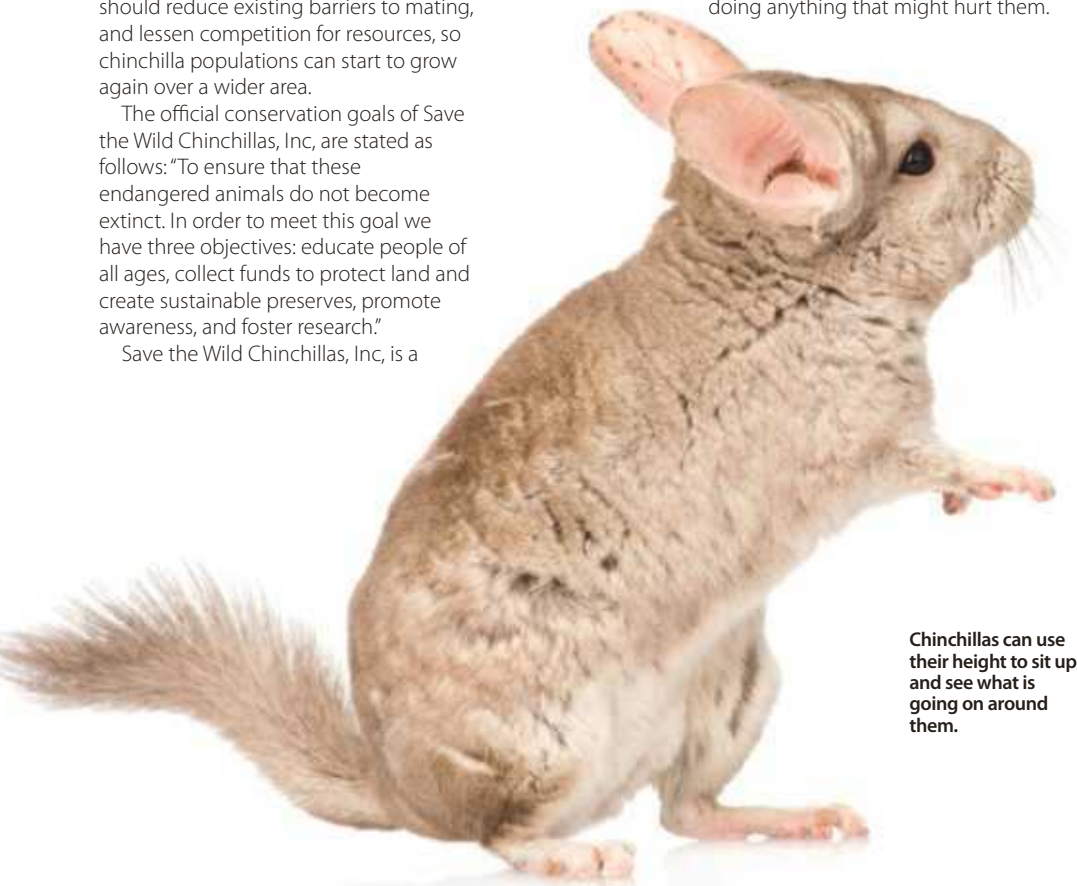 should reduce existing barriers to mating,
and lessen competition for resources, so
chinchilla populations can start to grow
again over a wider area.
The official conservation goals of Save
the Wild Chinchillas, Inc, are stated as
follows: “To ensure that these
endangered animals do not become
extinct. In order to meet this goal we
have three objectives: educate people of
all ages, collect funds to protect land and
create sustainable preserves, promote
awareness, and foster research.”
Save the Wild Chinchillas, Inc, is a
doing anything that might hurt them.
Chinchillas can use
their height to sit up
and see what is
going on around
them.